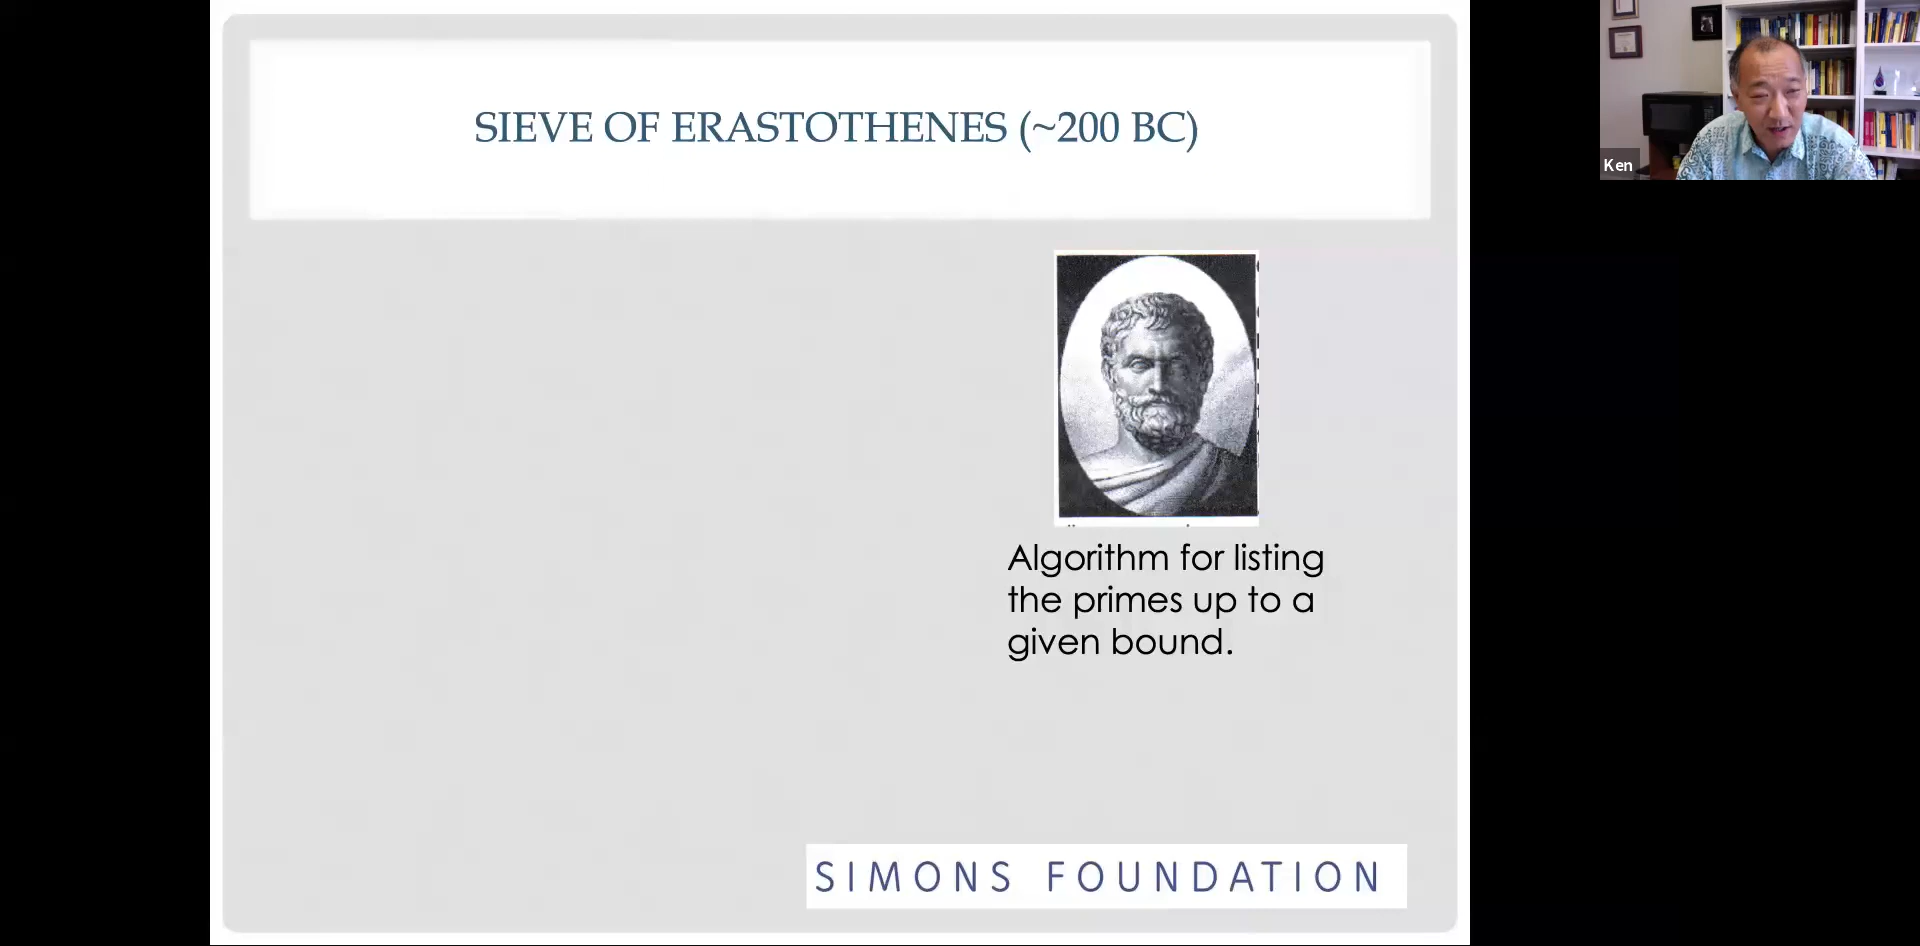 SIEVE OF ERASTOTHENES (~200 BC)
Ken
Algorithm for listing
the primes up to a
given bound.
SIMONS FOUNDATION